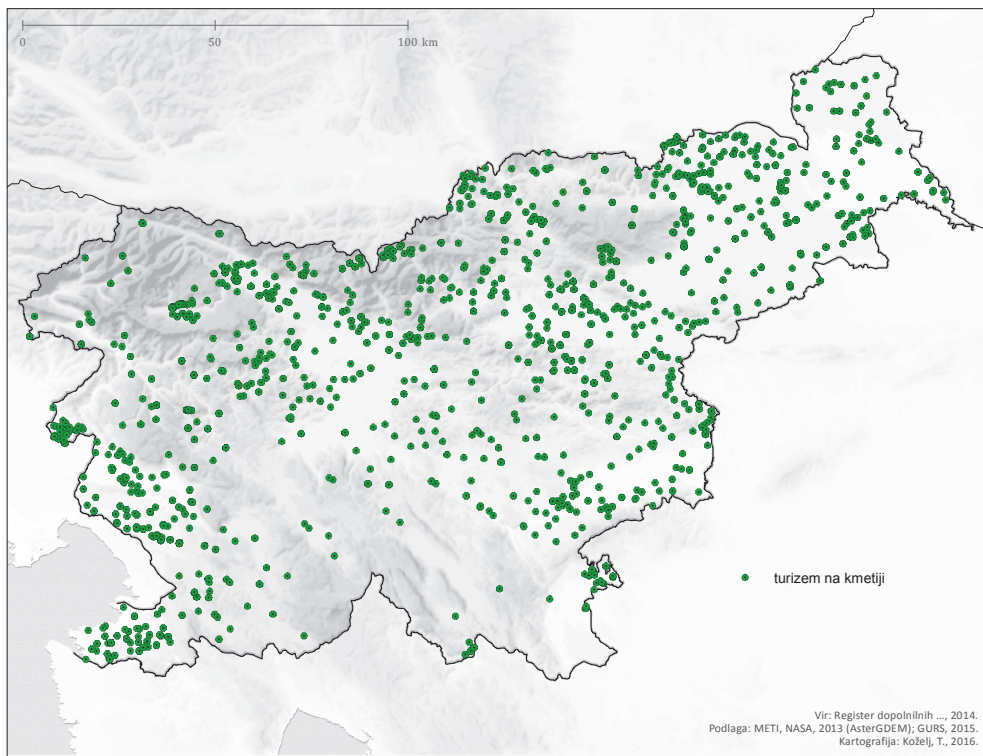 0 50 100 km
turizem na kmetiji
Vir: Register dopolnilnih ..., 2014.
Podlaga: METI, NASA, 2013 (AsterGDEM); GURS, 2015.
Kartografija: Koželj, T., 2016.